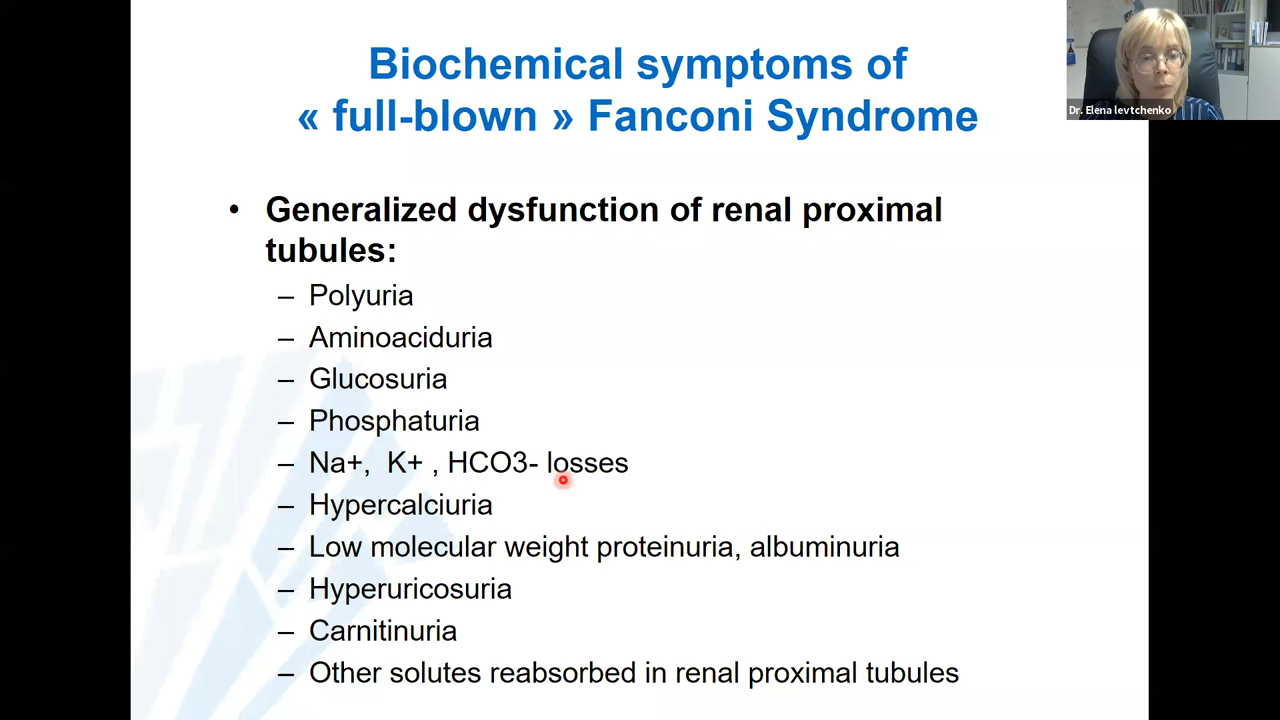 Biochemical symptoms of
« full-blown » Fanconi Syndrome
Dr. Elena levtchenko
• Generalized dysfunction of renal proximal
tubules:
– Polyuria
– Aminoaciduria
– Glucosuria
– Phosphaturia
– Na+, K+ , HCO3- losses
– Hypercalciuria
– Low molecular weight proteinuria, albuminuria
– Hyperuricosuria
– Carnitinuria
– Other solutes reabsorbed in renal proximal tubules